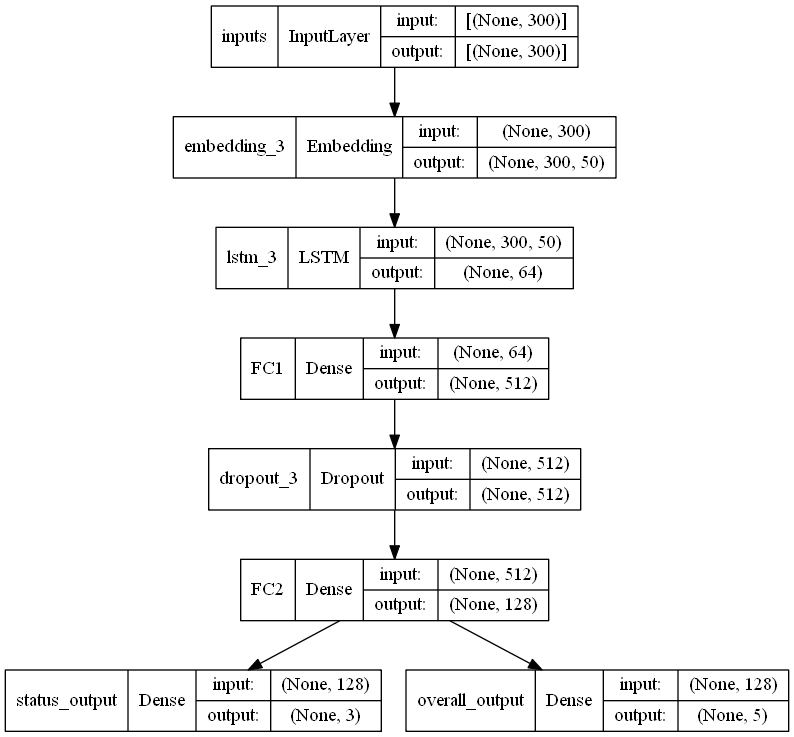 inputs InputLayer input: [(None, 300)]
output: [(None, 300)]
embedding_3 Embedding input: (None, 300)
output: (None, 300, 50)
lstm_3 LSTM input: (None, 300, 50)
output: (None, 64)
FC1 Dense input: (None, 64)
output: (None, 512)
dropout_3 Dropout input: (None, 512)
output: (None, 512)
FC2 Dense input: (None, 512)
output: (None, 128)
status_output Dense input: (None, 128)
output: (None, 3)
overall_output Dense input: (None, 128)
output: (None, 5)